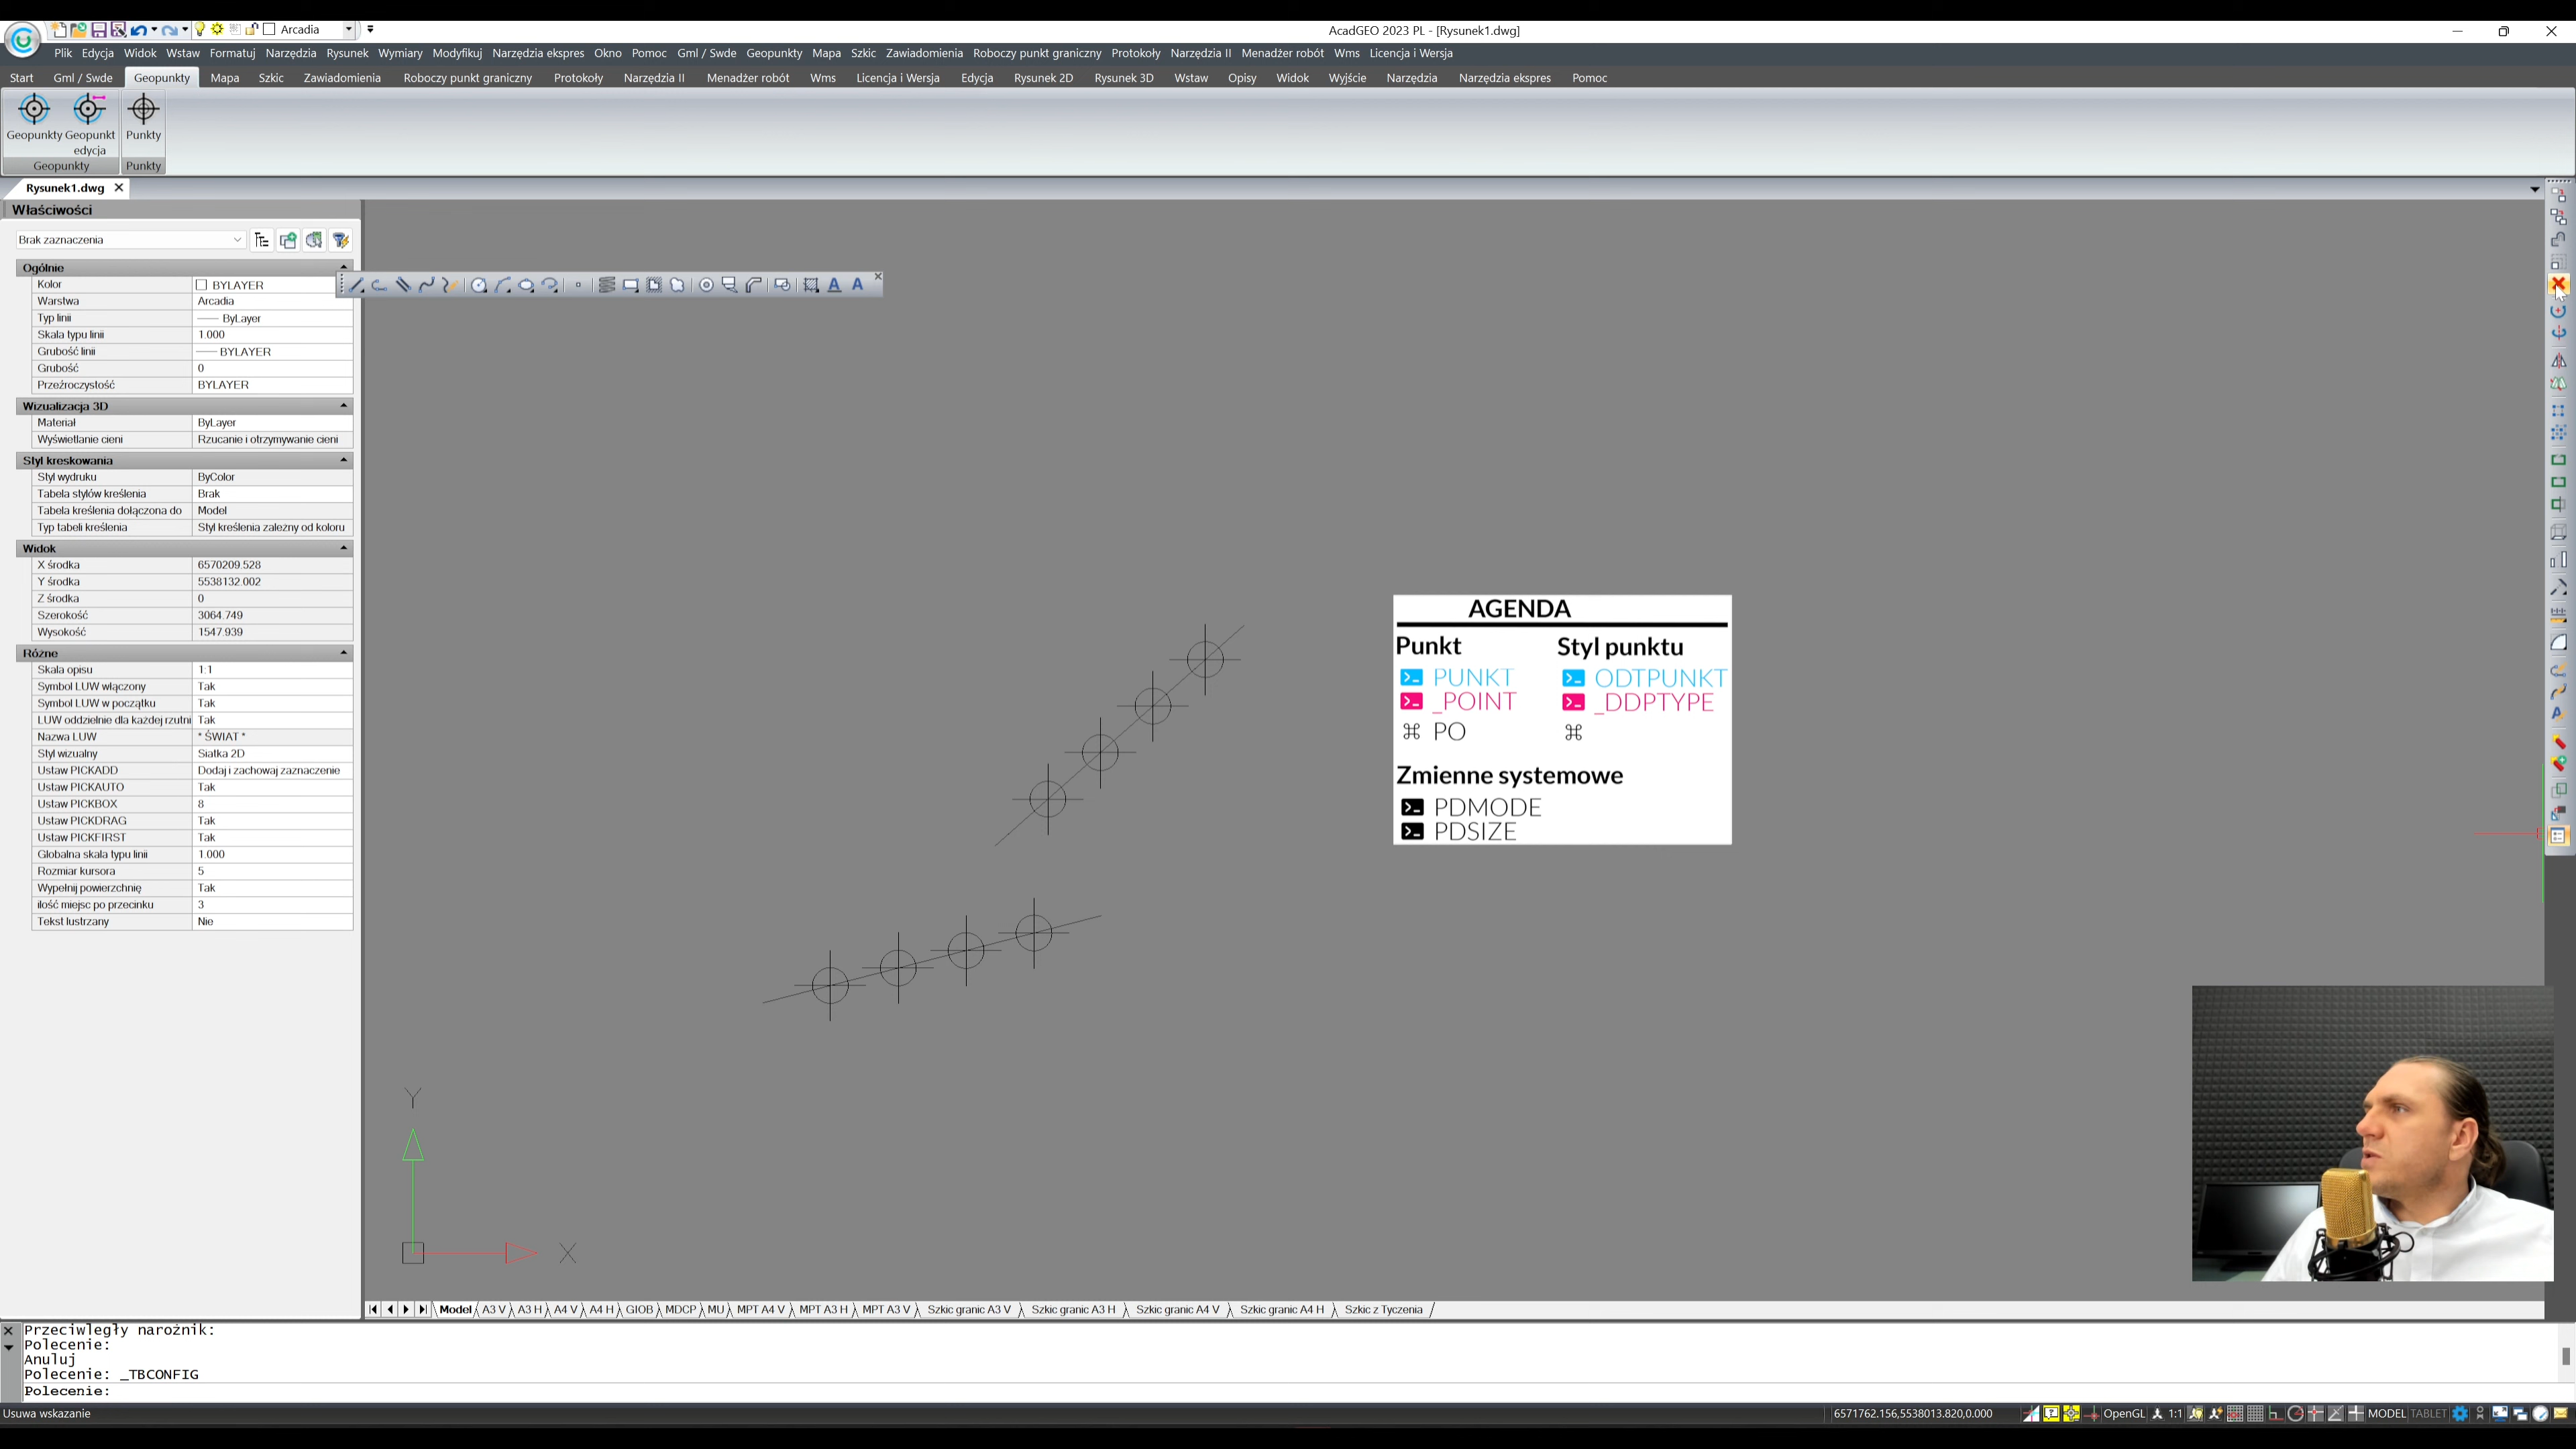 Arcadia
AcadGEO 2023 PL - [Rysunek1.dwg]
Plik Edycja Widok Wstaw Formatuj Narzędzia Rysunek Wymiary Modyfikuj Narzędzia ekspres Okno Pomoc Gml / Swde Geopunkty Mapa Szkic Zawiadomienia Roboczy punkt graniczny Protokoły Narzędzia II Menadżer robót Wms Licencja i Wersja
Start Gml / Swde Geopunkty Mapa Szkic Zawiadomienia Roboczy punkt graniczny Protokoły Narzędzia II Menadżer robót Wms Licencja i Wersja Edycja Rysunek 2D Rysunek 3D Wstaw Opisy Widok Wyjście Narzędzia Narzędzia ekspres Pomoc
Geopunkty Geopunkt edycja Punkty
Geopunkty Punkty
Rysunek1.dwg
Właściwości
Brak zaznaczenia
Ogólnie
Kolor BYLAYER
Warstwa Arcadia
Typ linii ByLayer
Skala typu linii 1.000
Grubość linii BYLAYER
Grubość 0
Przeźroczystość BYLAYER
Wizualizacja 3D
Materiał ByLayer
Wyświetlanie cieni Rzucanie i otrzymywanie cieni
Styl kreskowania
Styl wydruku ByColor
Tabela stylów kreślenia Brak
Tabela kreślenia dołączona do Model
Typ tabeli kreślenia Styl kreślenia zależny od koloru
Widok
X środka 6570209.528
Y środka 5538132.002
Z środka 0
Szerokość 3064.749
Wysokość 1547.939
Różne
Skala opisu 1:1
Symbol LUW włączony Tak
Symbol LUW w początku Tak
LUW oddzielnie dla każdej rzutni Tak
Nazwa LUW * ŚWIAT *
Styl wizualny Siatka 2D
Ustaw PICKADD Dodaj i zachowaj zaznaczenie
Ustaw PICKAUTO Tak
Ustaw PICKBOX 8
Ustaw PICKDRAG Tak
Ustaw PICKFIRST Tak
Globalna skala typu linii 1.000
Rozmiar kursora 5
Wypełnij powierzchnię Tak
ilość miejsc po przecinku 3
Tekst lustrzany Nie
AGENDA
Punkt Styl punktu
PUNKT ODTPUNKT
_POINT _DDPTYPE
⌘ PO ⌘
Zmienne systemowe
PDMODE
PDSIZE
Y
X
Model A3 V A3 H A4 V A4 H GIOB MDCP MU MPT A4 V MPT A3 H MPT A3 V Szkic granic A3 V Szkic granic A3 H Szkic granic A4 V Szkic granic A4 H Szkic z Tyczenia
Przeciwległy narożnik:
Polecenie:
Anuluj
Polecenie: _TBCONFIG
Polecenie:
Usuwa wskazanie
6571762.156,5538013.820,0.000 OpenGL 1:1 MODEL TABLET